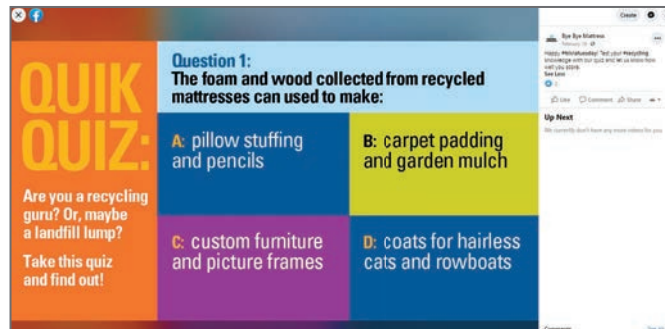 QUIK
QUIZ:
Are you a recycling
guru? Or, maybe
a landfill lump?
Take this quiz
and find out!
Question 1:
The foam and wood collected from recycled
mattresses can used to make:
A: pillow stuffing
and pencils
B: carpet padding
and garden mulch
C: custom furniture
and picture frames
D: coats for hairless
cats and rowboats
Create
Bye Bye Mattress
Happy #triviatuesday! Test your #recycling
knowledge with our quiz and let us know how
well you score.
See Less
Like Comment Share
Up Next
We currently don't have any more videos for you